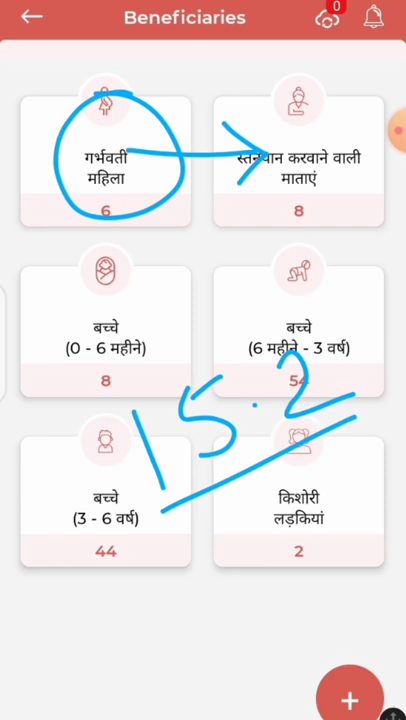 Beneficiaries
0
गर्भवती
महिला
6
स्तनपान करवाने वाली
माताएं
8
बच्चे
(0 - 6 महीने)
8
बच्चे
(6 महीने - 3 वर्ष)
54
15.2
बच्चे
(3 - 6 वर्ष)
44
किशोरी
लड़कियां
2
+